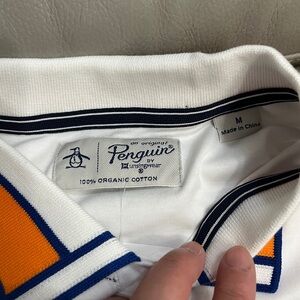 an original
Penguin®
BY
Munsingwear®
100% ORGANIC COTTON
M
Made in China